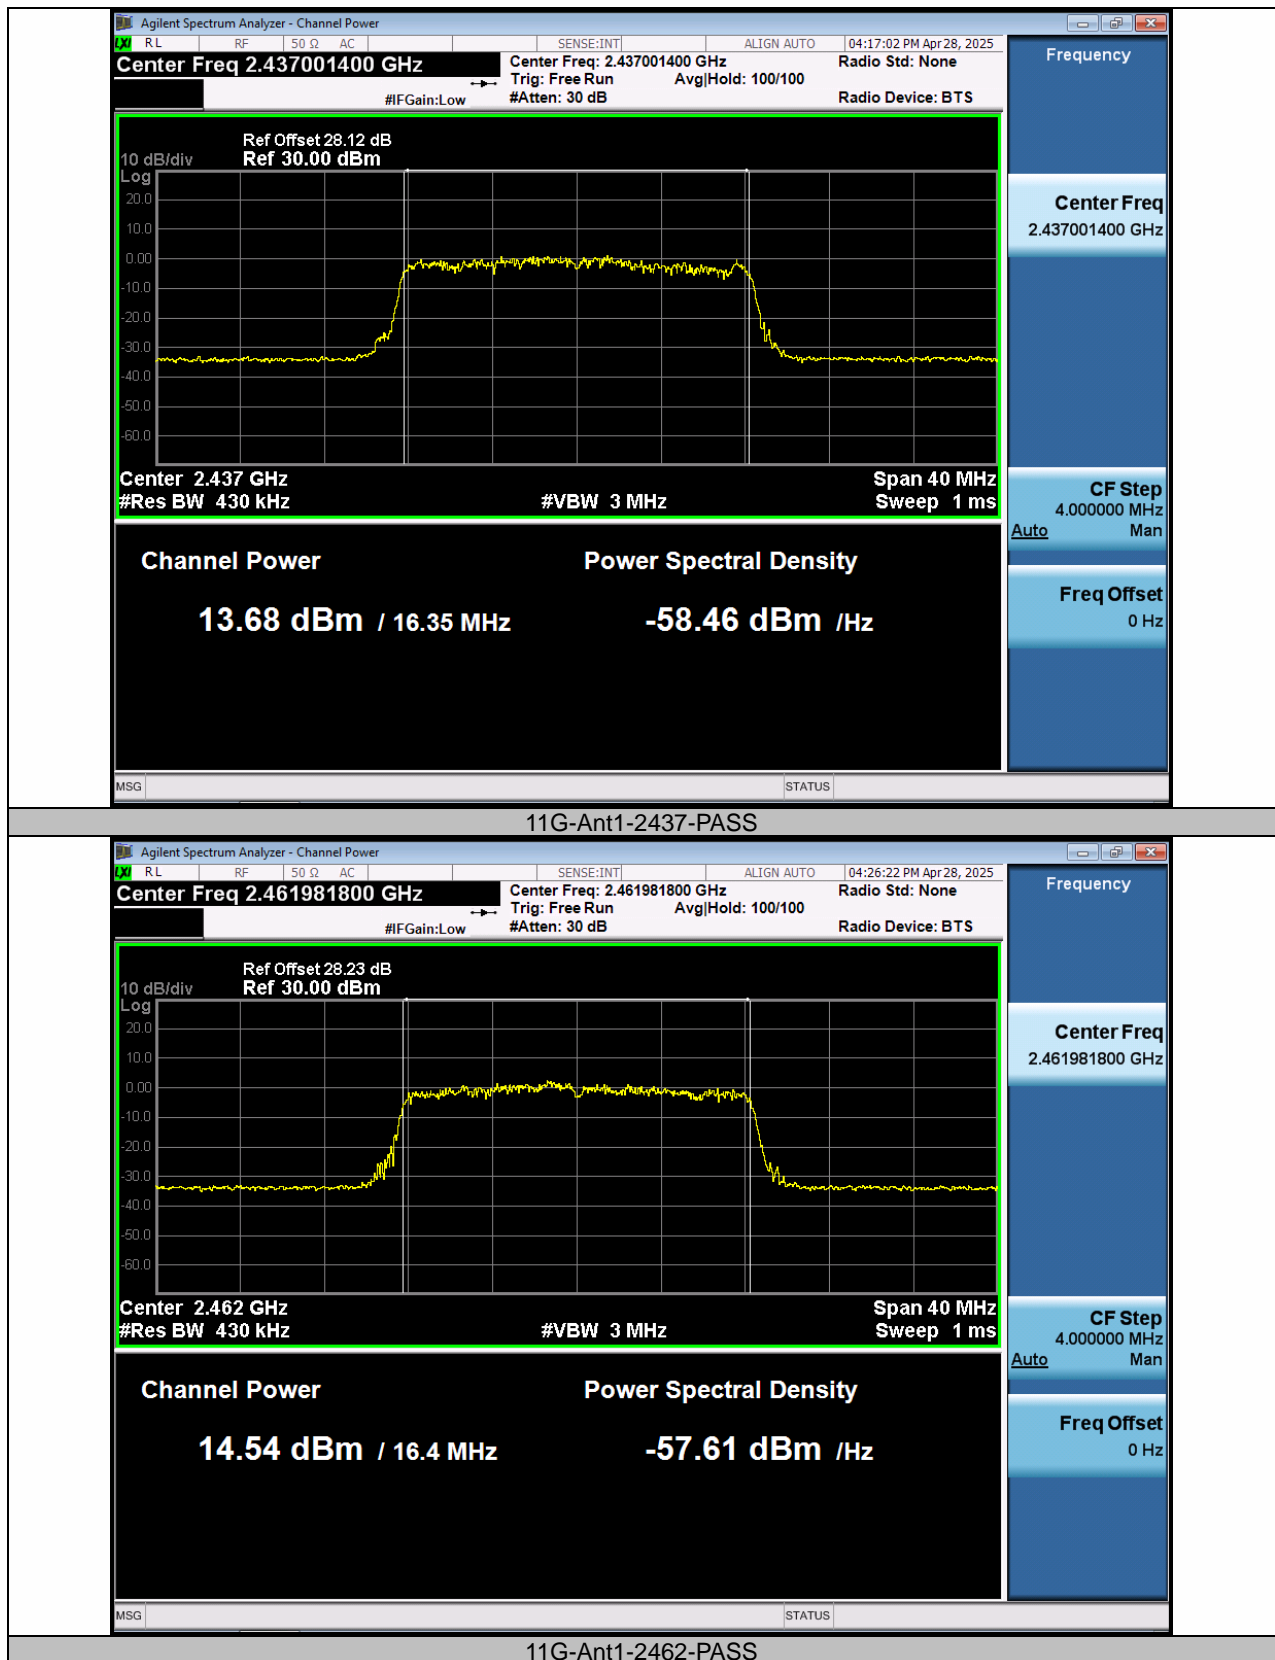 Agilent Spectrum Analyzer - Channel Power
LXI RL RF 50 Ω AC SENSE:INT ALIGN AUTO 04:17:02 PM Apr 28, 2025
Center Freq 2.437001400 GHz
Center Freq: 2.437001400 GHz Radio Std: None
Trig: Free Run Avg|Hold: 100/100
#IFGain:Low #Atten: 30 dB Radio Device: BTS
Ref Offset 28.12 dB
10 dB/div Ref 30.00 dBm
Log
20.0
10.0
0.00
-10.0
-20.0
-30.0
-40.0
-50.0
-60.0
Center 2.437 GHz Span 40 MHz
#Res BW 430 kHz #VBW 3 MHz Sweep 1 ms
Channel Power Power Spectral Density
13.68 dBm / 16.35 MHz -58.46 dBm /Hz
MSG STATUS
Frequency
Center Freq
2.437001400 GHz
CF Step
4.000000 MHz
Auto Man
Freq Offset
0 Hz
11G-Ant1-2437-PASS
Agilent Spectrum Analyzer - Channel Power
LXI RL RF 50 Ω AC SENSE:INT ALIGN AUTO 04:26:22 PM Apr 28, 2025
Center Freq 2.461981800 GHz
Center Freq: 2.461981800 GHz Radio Std: None
Trig: Free Run Avg|Hold: 100/100
#IFGain:Low #Atten: 30 dB Radio Device: BTS
Ref Offset 28.23 dB
10 dB/div Ref 30.00 dBm
Log
20.0
10.0
0.00
-10.0
-20.0
-30.0
-40.0
-50.0
-60.0
Center 2.462 GHz Span 40 MHz
#Res BW 430 kHz #VBW 3 MHz Sweep 1 ms
Channel Power Power Spectral Density
14.54 dBm / 16.4 MHz -57.61 dBm /Hz
MSG STATUS
Frequency
Center Freq
2.461981800 GHz
CF Step
4.000000 MHz
Auto Man
Freq Offset
0 Hz
11G-Ant1-2462-PASS